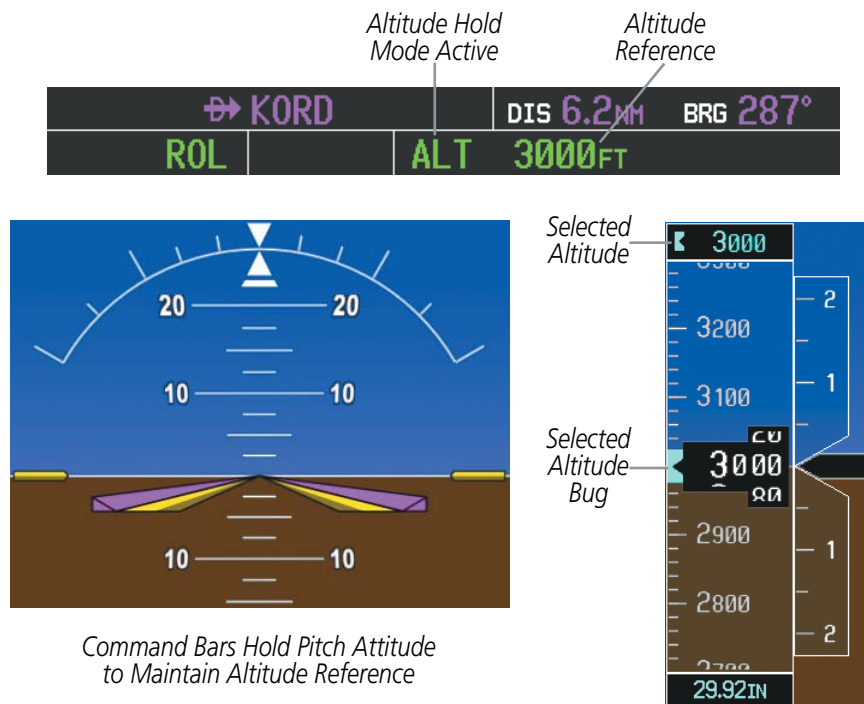 Altitude Hold
Mode Active
Altitude
Reference
KORD
DIS 6.2NM BRG 287°
ROL ALT 3000FT
20 20
10 10
10 10
Command Bars Hold Pitch Attitude
to Maintain Altitude Reference
Selected
Altitude
3000
3200
3100
Selected
Altitude
Bug
3000
2900
2800
29.92IN
2
1
1
2